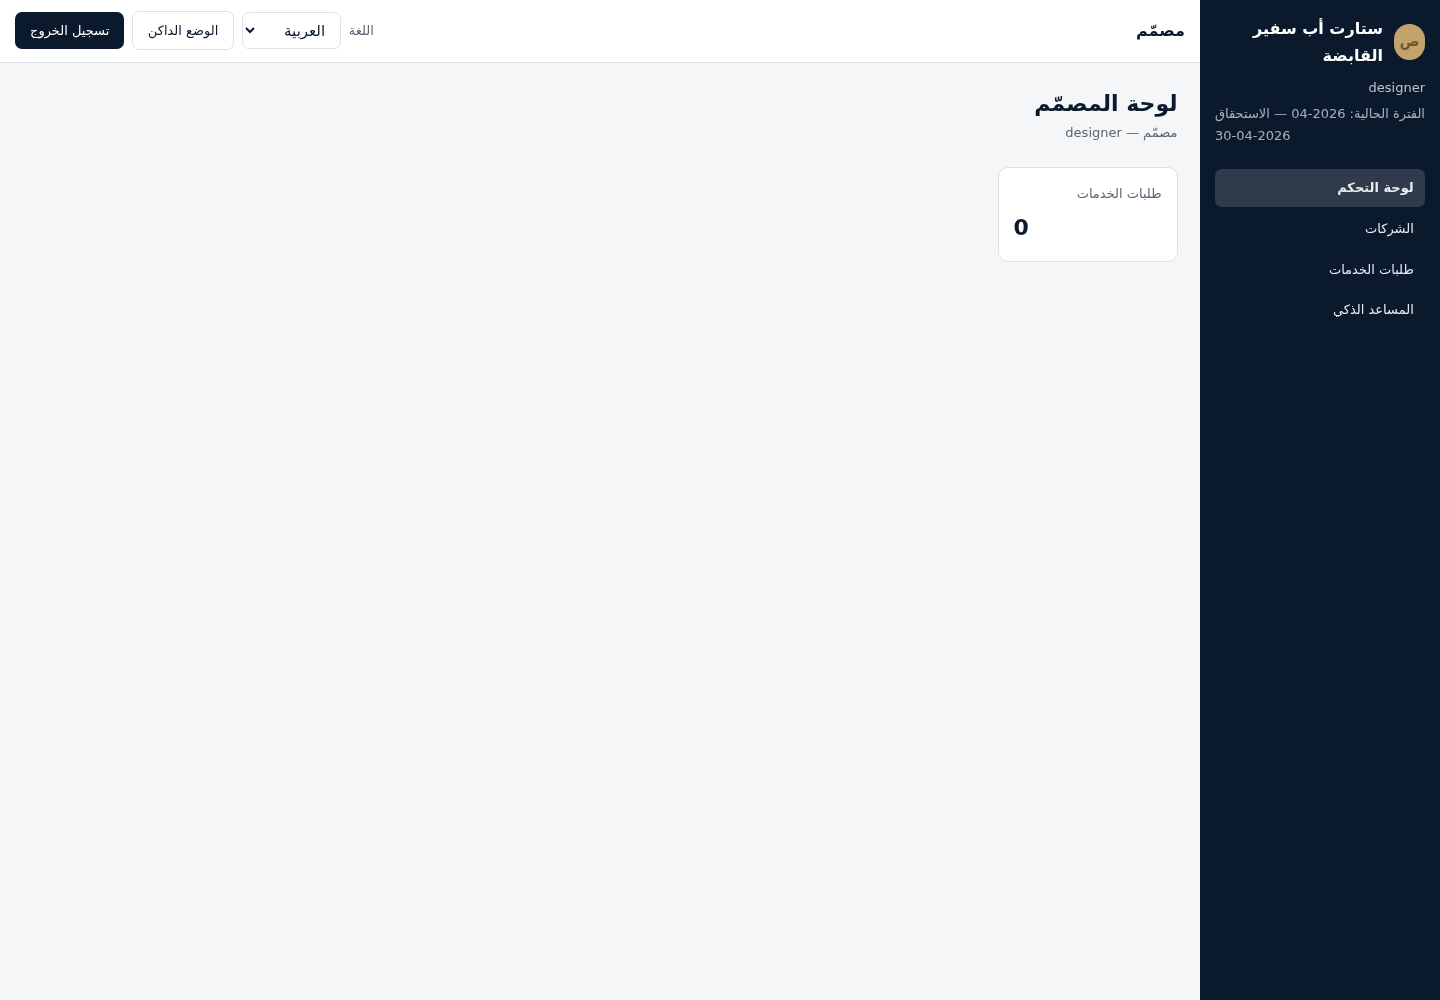 ص
ستارت أب سفير
القابضة
designer
الفترة الحالية: 2026-04 — الاستحقاق
30-04-2026
لوحة التحكم
الشركات
طلبات الخدمات
المساعد الذكي
مصمّم
اللغة
العربية
الوضع الداكن
تسجيل الخروج
لوحة المصمّم
مصمّم — designer
طلبات الخدمات
0